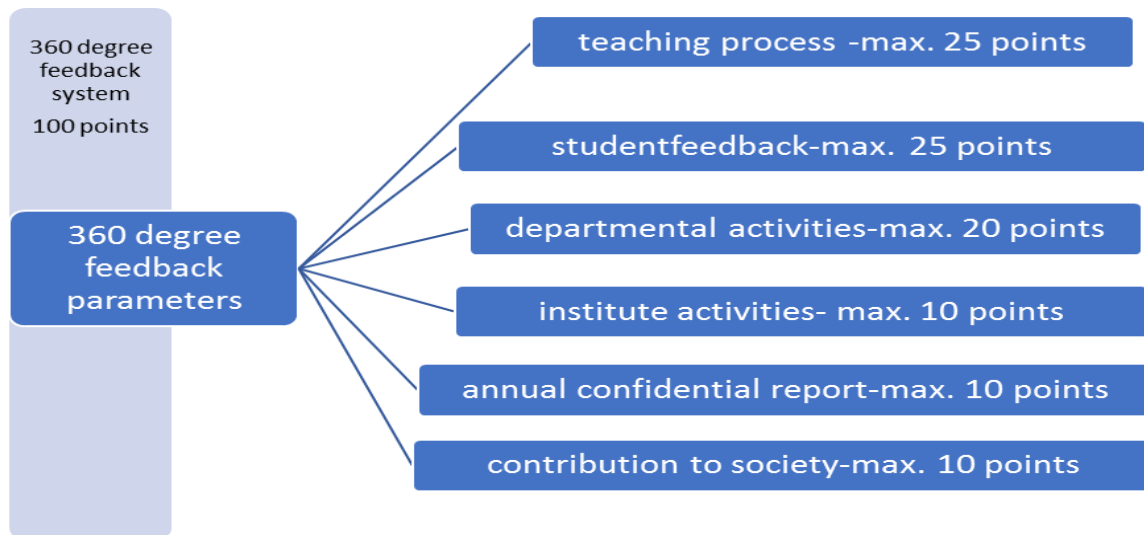 360 degree
feedback
system
100 points
360 degree
feedback
parameters
teaching process -max. 25 points
studentfeedback-max. 25 points
departmental activities-max. 20 points
institute activities- max. 10 points
annual confidential report-max. 10 points
contribution to society-max. 10 points